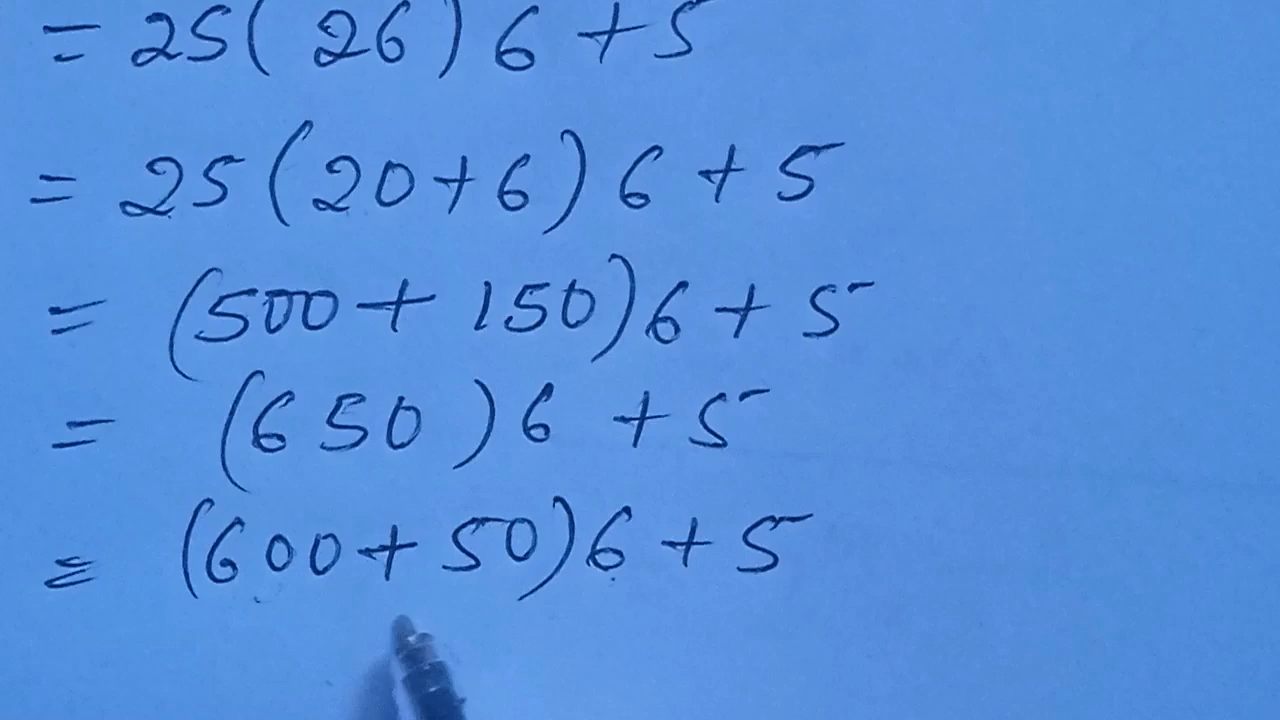 = 25( 26 ) 6 + 5
= 25 (20+6) 6 + 5
= (500 + 150) 6 + 5
= (650) 6 + 5
= (600 + 50) 6 + 5